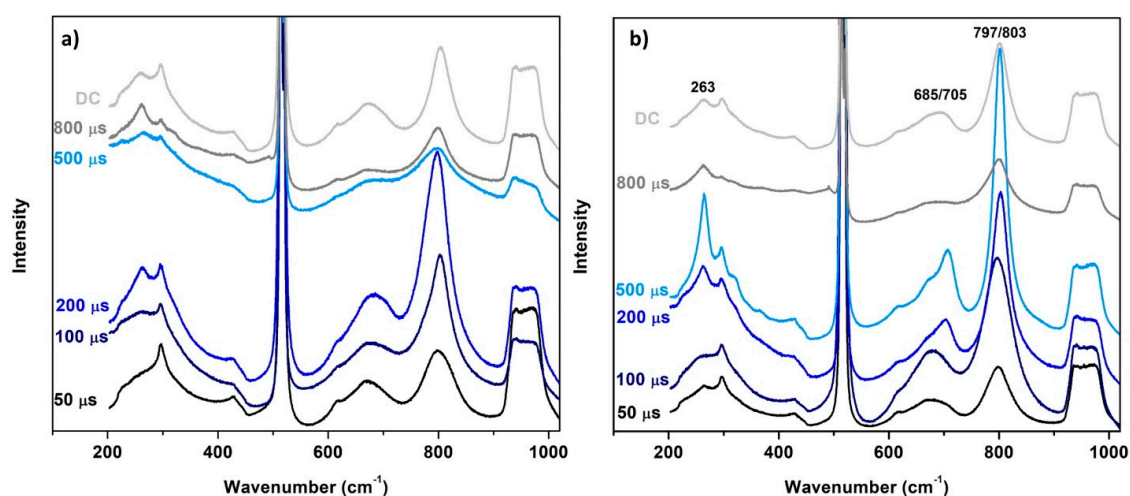 a)
DC
800 μs
500 μs
200 μs
100 μs
50 μs
Intensity
200 400 600 800 1000
Wavenumber (cm⁻¹)
b)
797/803
263
685/705
DC
800 μs
500 μs
200 μs
100 μs
50 μs
Intensity
200 400 600 800 1000
Wavenumber (cm⁻¹)